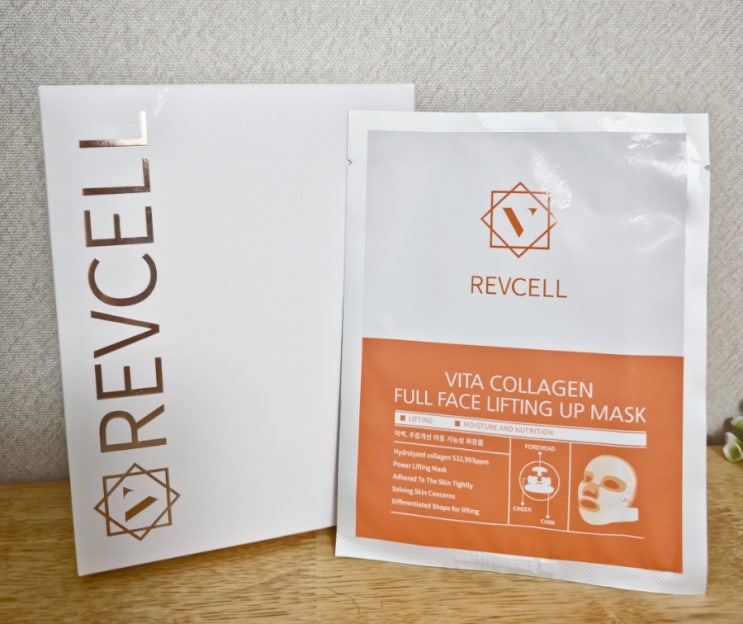 REVCELL
V
V
REVCELL
VITA COLLAGEN
FULL FACE LIFTING UP MASK
LIFTING
MOISTURE AND NUTRITION
미백, 주름개선 이중 기능성 화장품
Hydrolyzed collagen 532,993ppm
Power Lifting Mask
Adhered To The Skin Tightly
Solving Skin Concerns
Differentiated Shape for lifting
FOREHEAD
CHEEK
CHIN